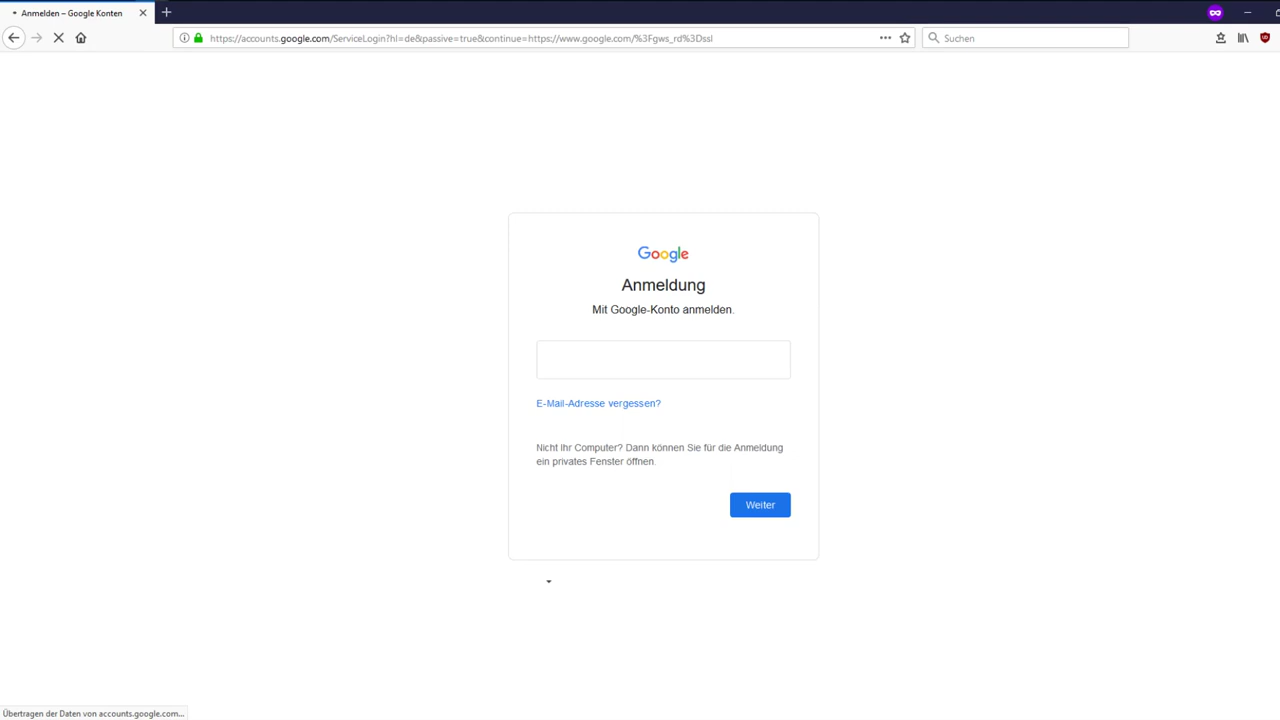 Anmelden – Google Konten
https://accounts.google.com/ServiceLogin?hl=de&passive=true&continue=https://www.google.com/%3Fgws_rd%3Dssl
Suchen
Google
Anmeldung
Mit Google-Konto anmelden.
E-Mail-Adresse vergessen?
Nicht Ihr Computer? Dann können Sie für die Anmeldung
ein privates Fenster öffnen.
Weiter
Übertragen der Daten von accounts.google.com...